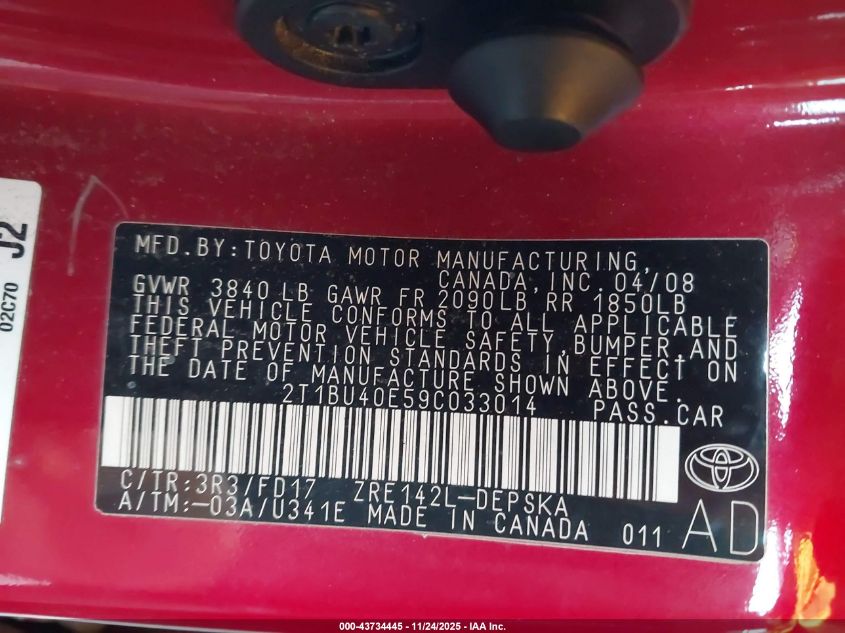 J2
02C70
MFD.BY:TOYOTA MOTOR MANUFACTURING,
CANADA,INC. 04/08
GVWR 3840 LB GAWR FR 2090LB RR 1850LB
THIS VEHICLE CONFORMS TO ALL APPLICABLE
FEDERAL MOTOR VEHICLE SAFETY,BUMPER,AND
THEFT PREVENTION STANDARDS IN EFFECT ON
THE DATE OF MANUFACTURE SHOWN ABOVE.
2T1BU40E59C033014 PASS.CAR
C/TR:3R3/FD17 ZRE142L-DEPSKA
A/TM:-03A/U341E MADE IN CANADA 011 AD
000-43734445 - 11/24/2025 - IAA Inc.